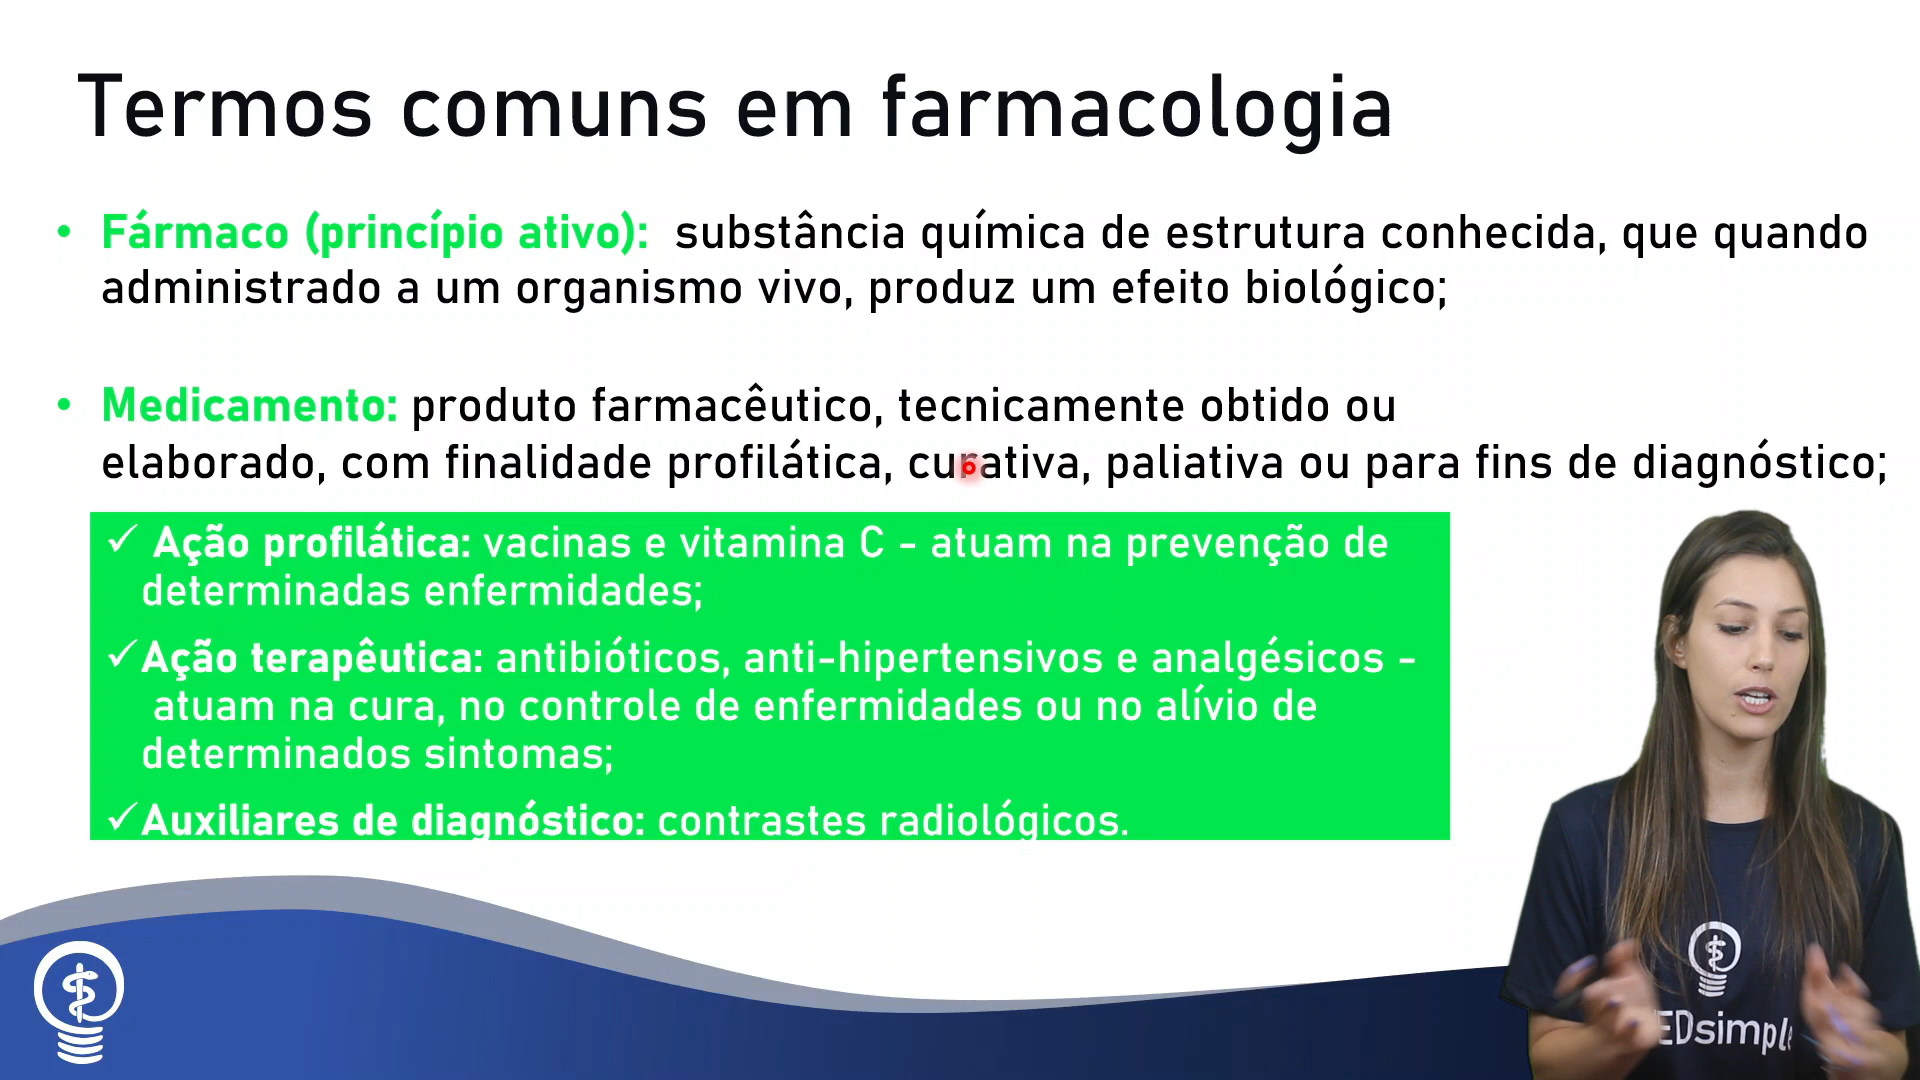 Termos comuns em farmacologia
• Fármaco (princípio ativo): substância química de estrutura conhecida, que quando
administrado a um organismo vivo, produz um efeito biológico;
• Medicamento: produto farmacêutico, tecnicamente obtido ou
elaborado, com finalidade profilática, curativa, paliativa ou para fins de diagnóstico;
✓ Ação profilática: vacinas e vitamina C - atuam na prevenção de
determinadas enfermidades;
✓ Ação terapêutica: antibióticos, anti-hipertensivos e analgésicos -
atuam na cura, no controle de enfermidades ou no alívio de
determinados sintomas;
✓ Auxiliares de diagnóstico: contrastes radiológicos.
EDsimple